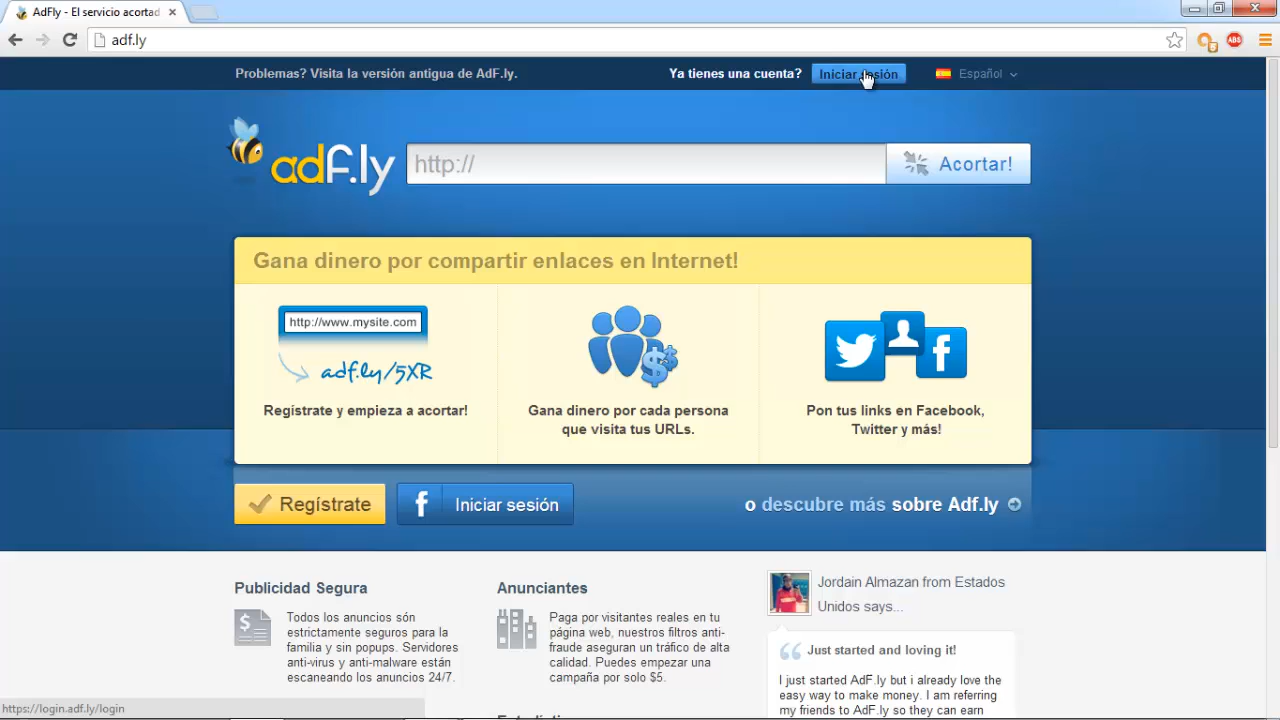 AdFly - El servicio acortad
adf.ly
ABS
Problemas? Visita la versión antigua de AdF.ly.
Ya tienes una cuenta?
Iniciar sesión
Español
adf.ly
http://
Acortar!
Gana dinero por compartir enlaces en Internet!
http://www.mysite.com
adf.ly/5XR
Regístrate y empieza a acortar!
Gana dinero por cada persona
que visita tus URLs.
Pon tus links en Facebook,
Twitter y más!
Regístrate
Iniciar sesión
o descubre más sobre Adf.ly
Publicidad Segura
Todos los anuncios són
estrictamente seguros para la
familia y sin popups. Servidores
anti-virus y anti-malware están
escaneando los anuncios 24/7.
Anunciantes
Paga por visitantes reales en tu
página web, nuestros filtros anti-
fraude aseguran un tráfico de alta
calidad. Puedes empezar una
campaña por solo $5.
Jordain Almazan from Estados
Unidos says...
Just started and loving it!
I just started AdF.ly but i already love the
easy way to make money. I am referring
my friends to AdF.ly so they can earn
https://login.adf.ly/login